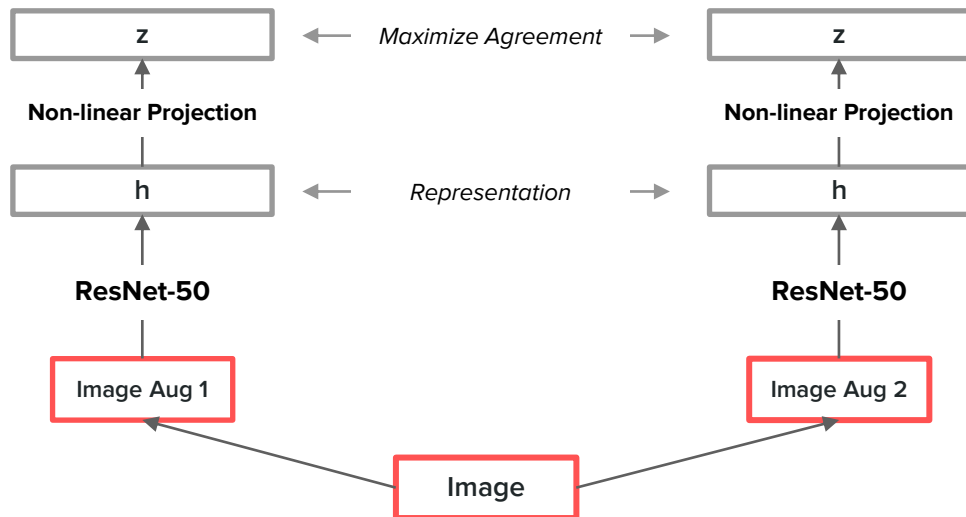 z
Maximize Agreement
z
Non-linear Projection
Non-linear Projection
h
Representation
h
ResNet-50
ResNet-50
Image Aug 1
Image Aug 2
Image